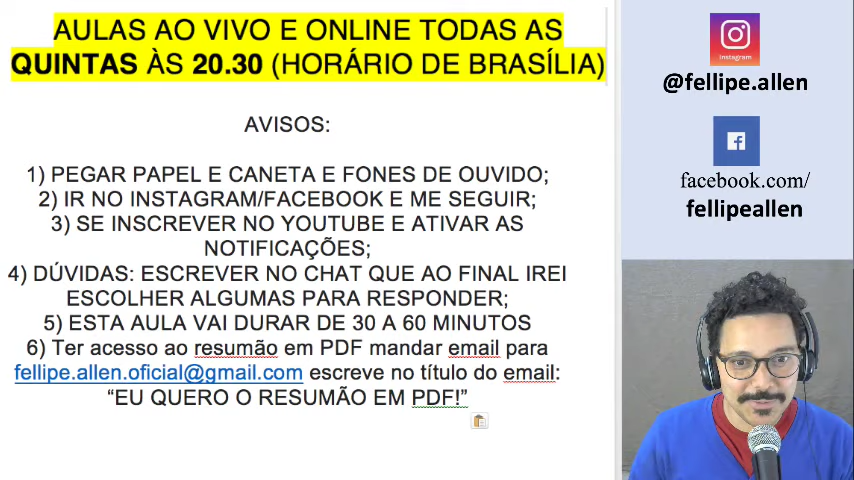 AULAS AO VIVO E ONLINE TODAS AS
QUINTAS ÀS 20.30 (HORÁRIO DE BRASÍLIA)
AVISOS:
1) PEGAR PAPEL E CANETA E FONES DE OUVIDO;
2) IR NO INSTAGRAM/FACEBOOK E ME SEGUIR;
3) SE INSCREVER NO YOUTUBE E ATIVAR AS
NOTIFICAÇÕES;
4) DÚVIDAS: ESCREVER NO CHAT QUE AO FINAL IREI
ESCOLHER ALGUMAS PARA RESPONDER;
5) ESTA AULA VAI DURAR DE 30 A 60 MINUTOS
6) Ter acesso ao resumão em PDF mandar email para
fellipe.allen.oficial@gmail.com escreve no título do email:
“EU QUERO O RESUMÃO EM PDF!”
Instagram
@fellipe.allen
f
facebook.com/
fellipeallen